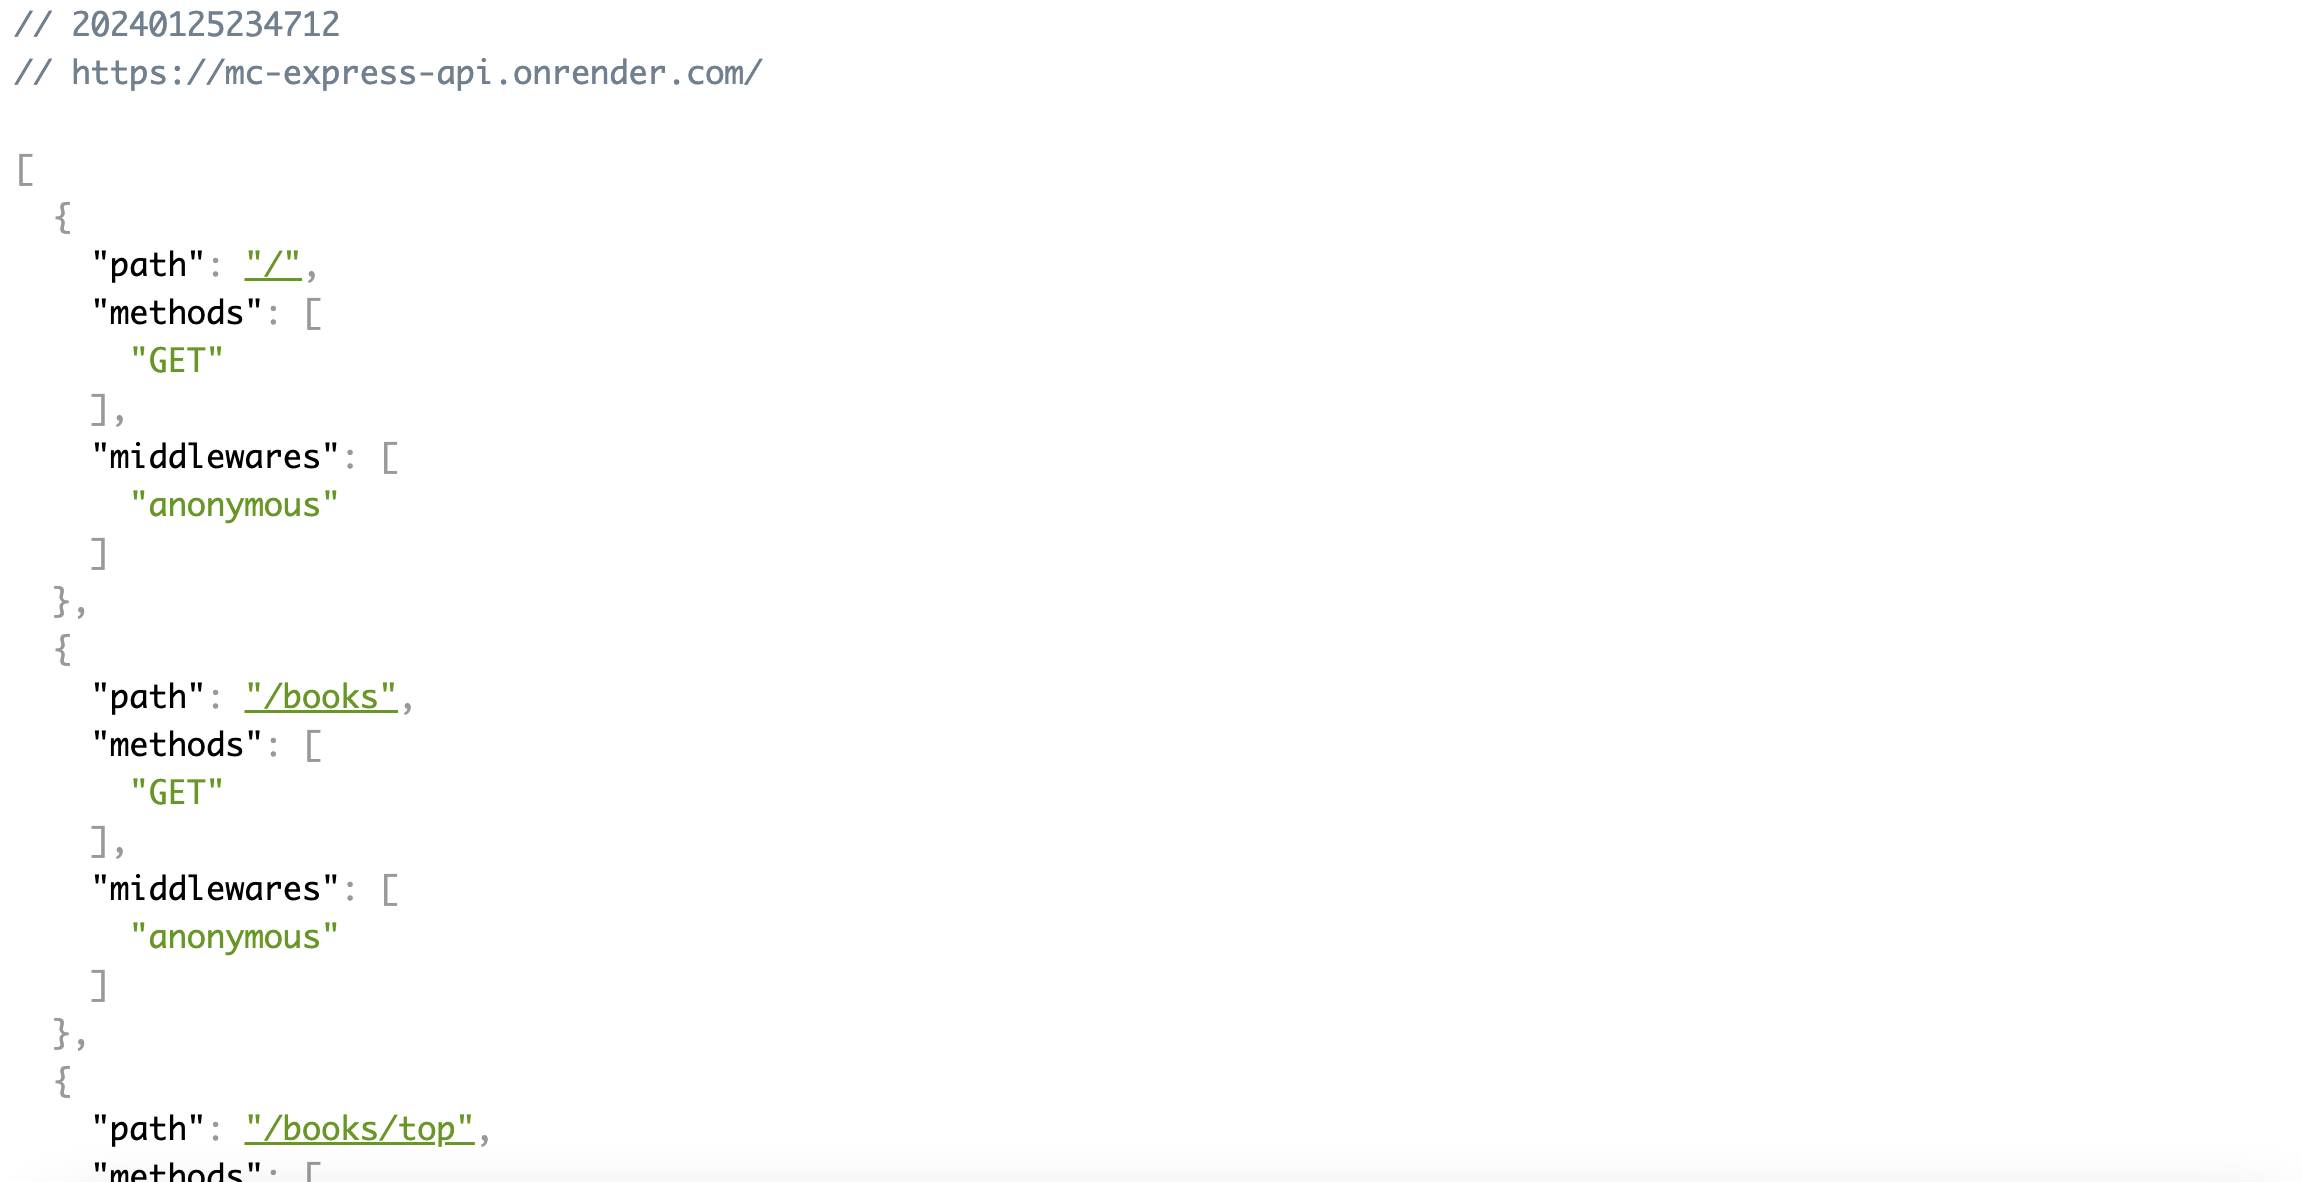 // 20240125234712
// https://mc-express-api.onrender.com/
[
{
"path": "/",
"methods": [
"GET"
],
"middlewares": [
"anonymous"
]
},
{
"path": "/books",
"methods": [
"GET"
],
"middlewares": [
"anonymous"
]
},
{
"path": "/books/top",
"methods": [